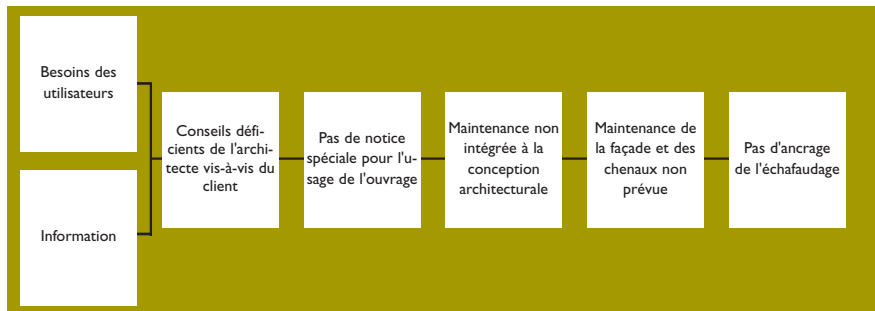 Besoins des
utilisateurs
Information
Conseils défi-
cients de l'archi-
tecte vis-à-vis du
client
Pas de notice
spéciale pour l'u-
sage de l'ouvrage
Maintenance non
intégrée à la
conception
architecturale
Maintenance de
la façade et des
chenaux non
prévue
Pas d'ancrage
de l'échafaudage